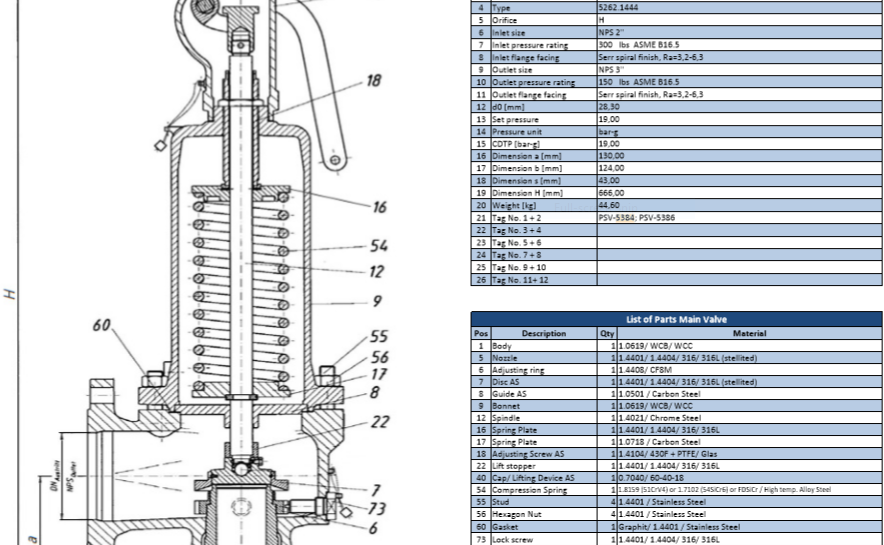 18
16
54
12
9
60
55
56
17
8
22
7
73
6
H
a
DN Austritt
NPS Outlet
4 Type 5262.1444
5 Orifice H
6 Inlet size NPS 2"
7 Inlet pressure rating 300 lbs ASME B16.5
8 Inlet flange facing Serr spiral finish, Ra=3,2-6,3
9 Outlet size NPS 3"
10 Outlet pressure rating 150 lbs ASME B16.5
11 Outlet flange facing Serr spiral finish, Ra=3,2-6,3
12 d0 [mm] 28,30
13 Set pressure 19,00
14 Pressure unit bar-g
15 CDTP [bar-g] 19,00
16 Dimension a [mm] 130,00
17 Dimension b [mm] 124,00
18 Dimension s [mm] 43,00
19 Dimension H [mm] 666,00
20 Weight [kg] 44,60
21 Tag No. 1 + 2 PSV-5384; PSV-5386
22 Tag No. 3 + 4
23 Tag No. 5 + 6
24 Tag No. 7 + 8
25 Tag No. 9 + 10
26 Tag No. 11+ 12
List of Parts Main Valve
Pos Description Qty Material
1 Body 1 1.0619/ WCB/ WCC
5 Nozzle 1 1.4401/ 1.4404/ 316/ 316L (stellited)
6 Adjusting ring 1 1.4408/ CF8M
7 Disc AS 1 1.4401/ 1.4404/ 316/ 316L (stellited)
8 Guide AS 1 1.0501 / Carbon Steel
9 Bonnet 1 1.0619/ WCB/ WCC
12 Spindle 1 1.4021/ Chrome Steel
16 Spring Plate 1 1.4401/ 1.4404/ 316/ 316L
17 Spring Plate 1 1.0718 / Carbon Steel
18 Adjusting Screw AS 1 1.4104/ 430F + PTFE/ Glas
22 Lift stopper 1 1.4401/ 1.4404/ 316/ 316L
40 Cap/ Lifting Device AS 1 0.7040/ 60-40-18
54 Compression Spring 1 1.8159 (51CrV4) or 1.7102 (54SiCr6) or FDSiCr / High temp. Alloy Steel
55 Stud 4 1.4401 / Stainless Steel
56 Hexagon Nut 4 1.4401 / Stainless Steel
60 Gasket 1 Graphit/ 1.4401 / Stainless Steel
73 Lock screw 1 1.4401/ 1.4404/ 316/ 316L